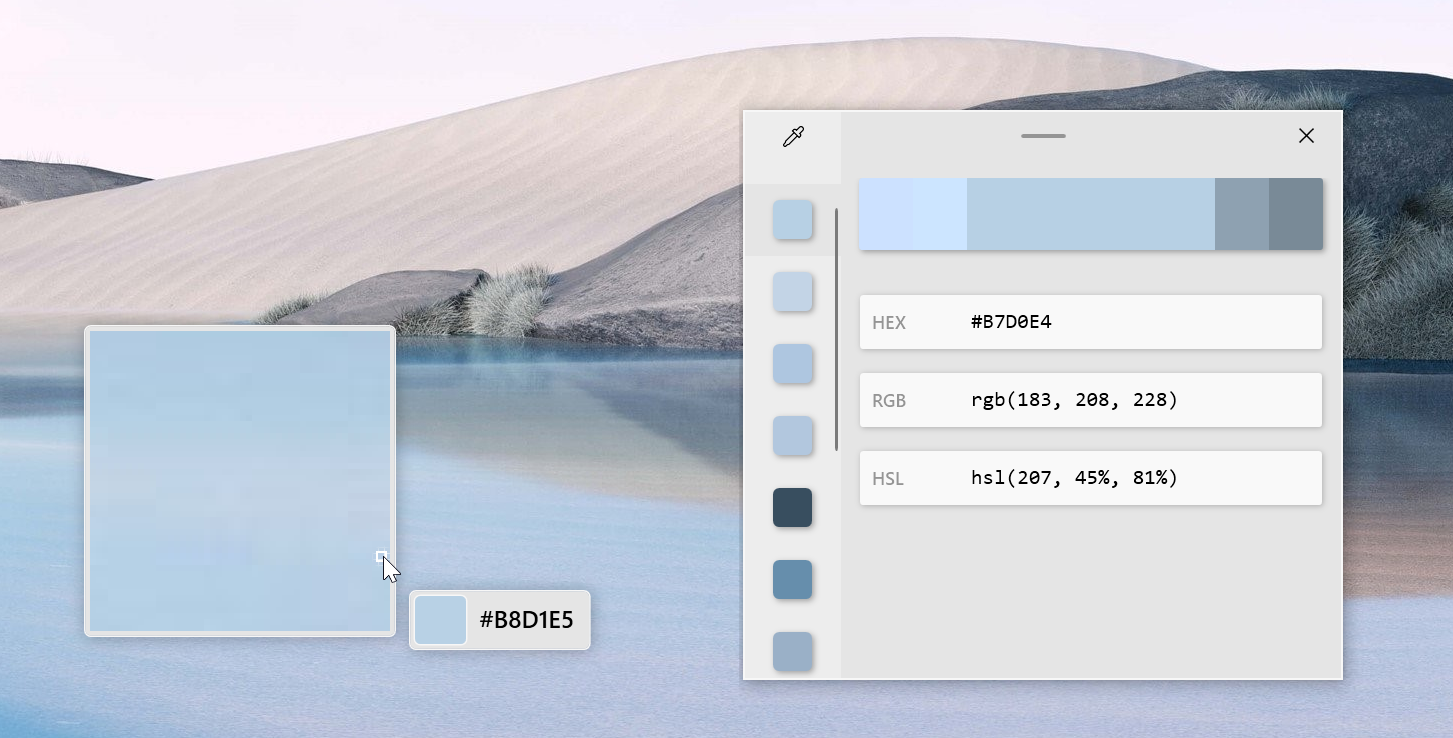 HEX #B7D0E4
RGB rgb(183, 208, 228)
HSL hsl(207, 45%, 81%)
#B8D1E5